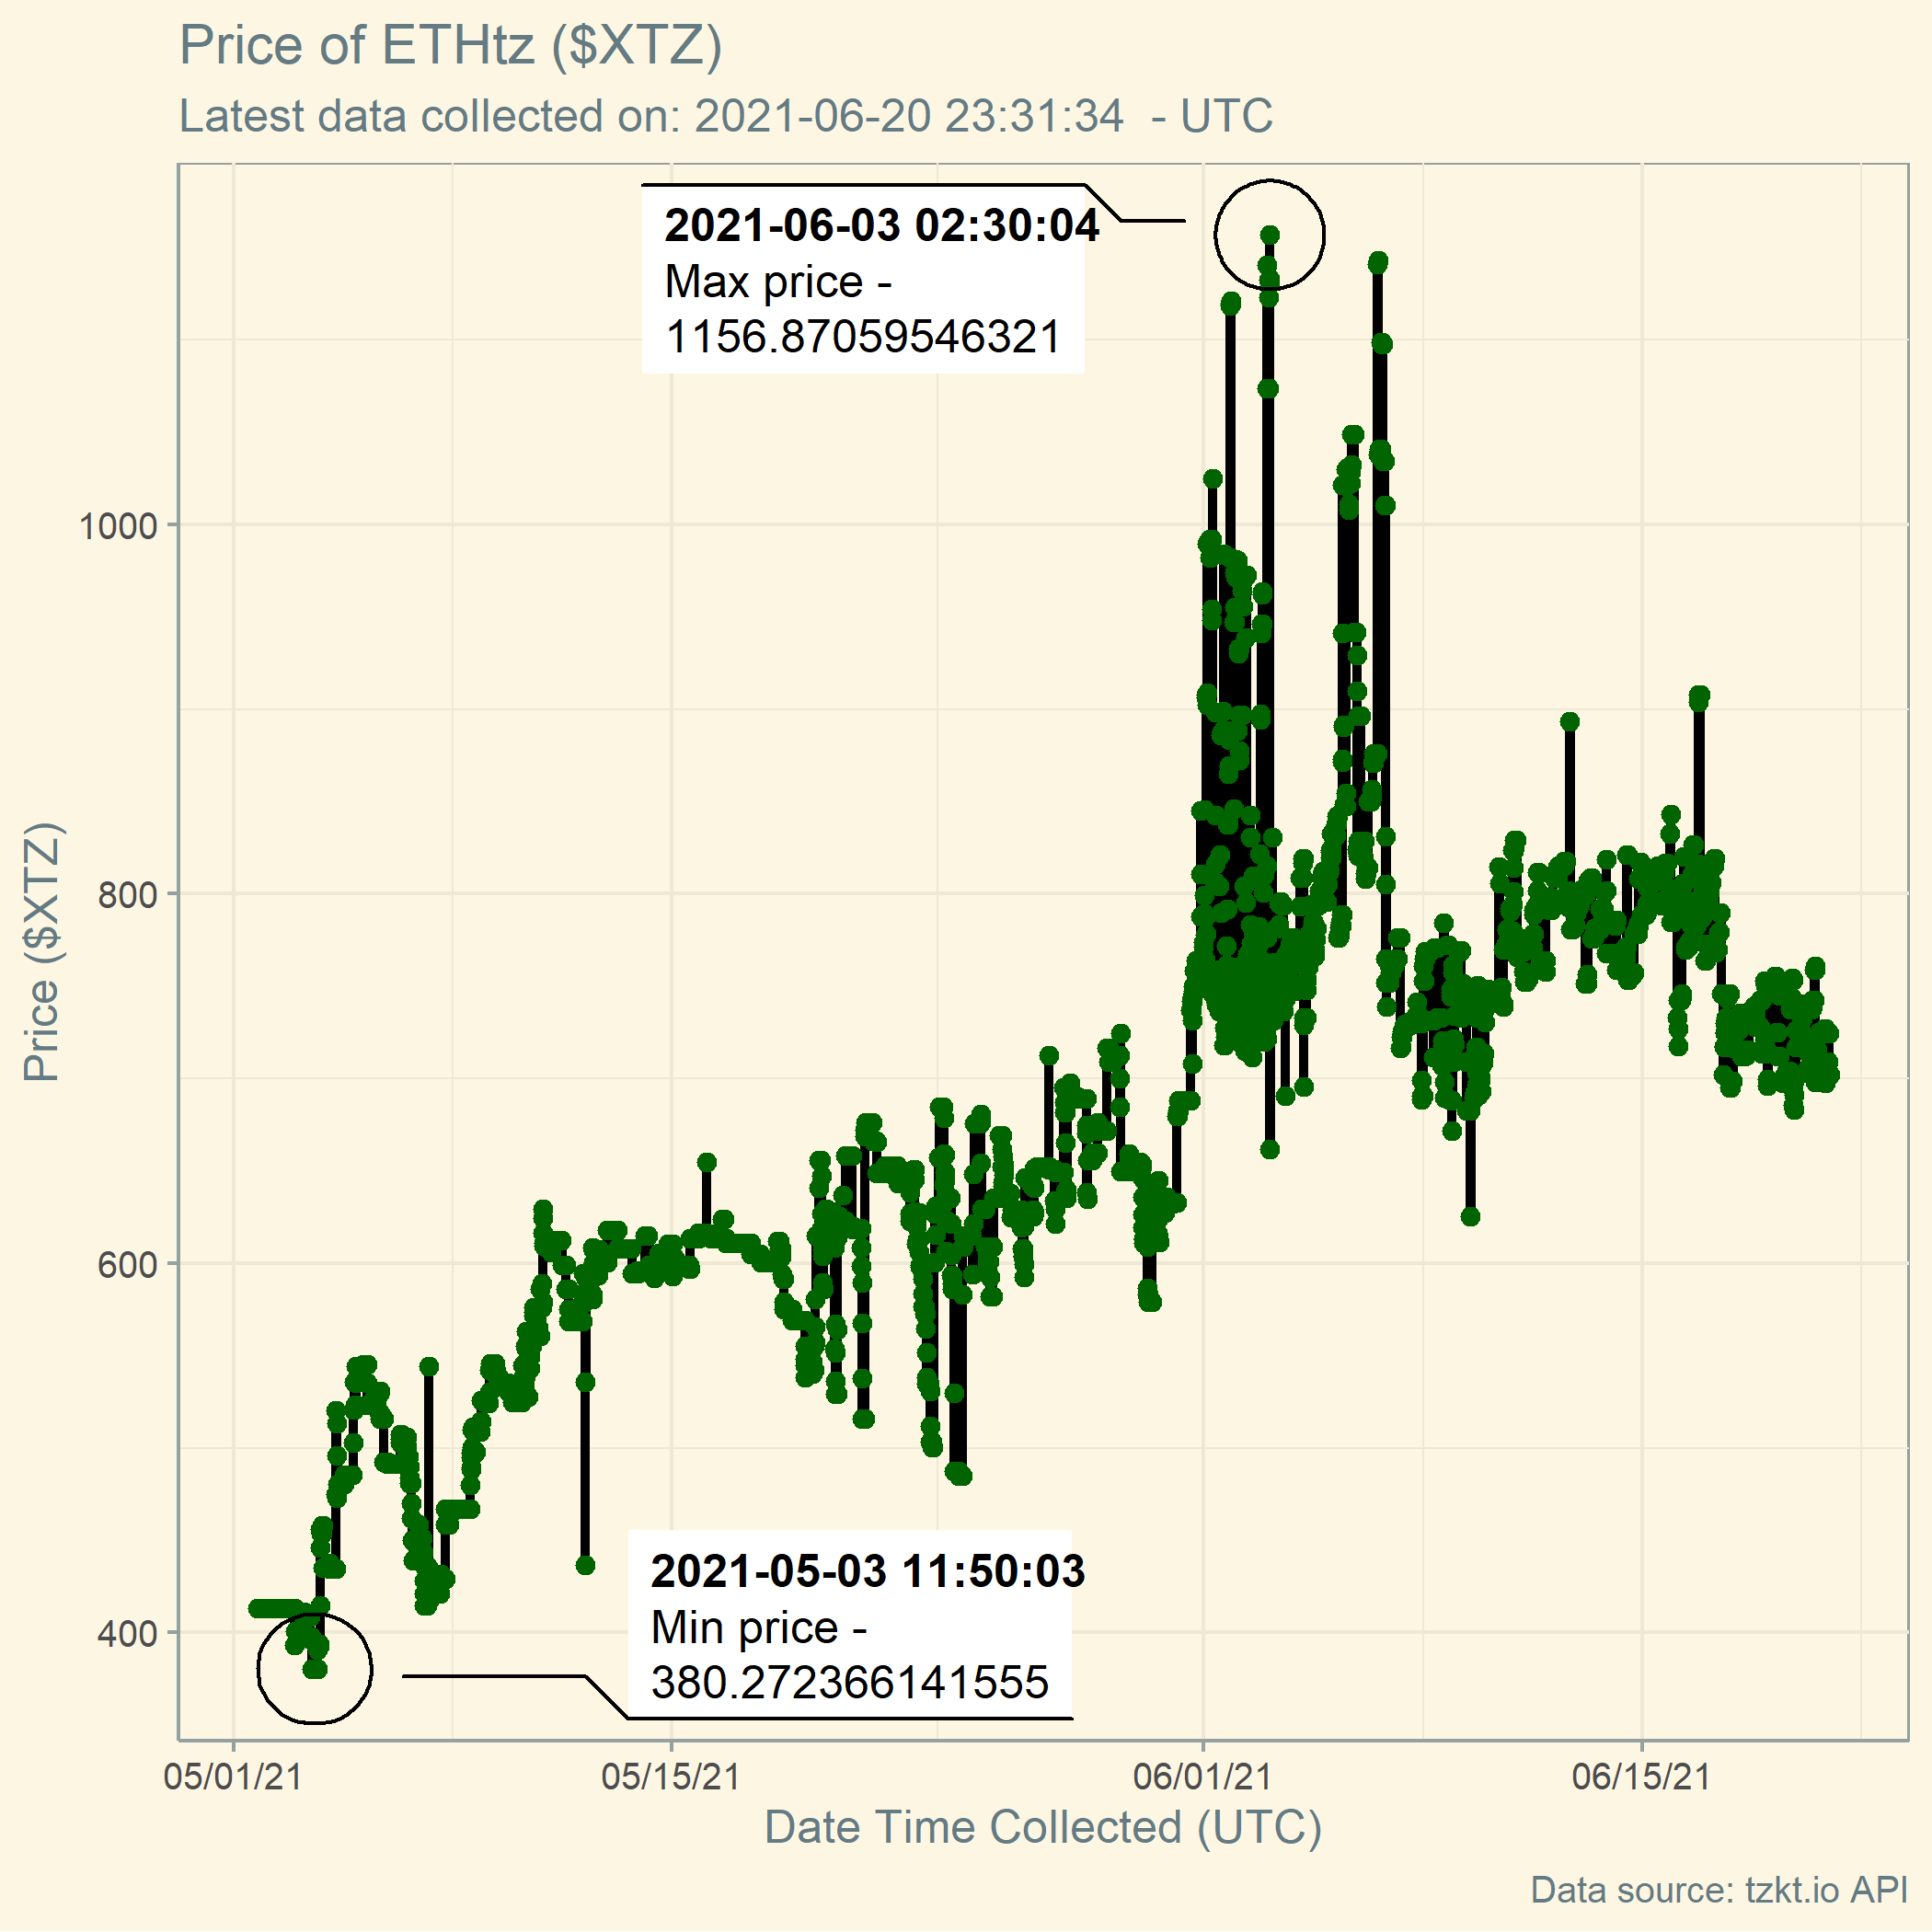 Price of ETHtz ($XTZ)
Latest data collected on: 2021-06-20 23:31:34 - UTC
2021-06-03 02:30:04
Max price -
1156.87059546321
1000
800
600
400
Price ($XTZ)
2021-05-03 11:50:03
Min price -
380.272366141555
05/01/21
05/15/21
06/01/21
06/15/21
Date Time Collected (UTC)
Data source: tzkt.io API